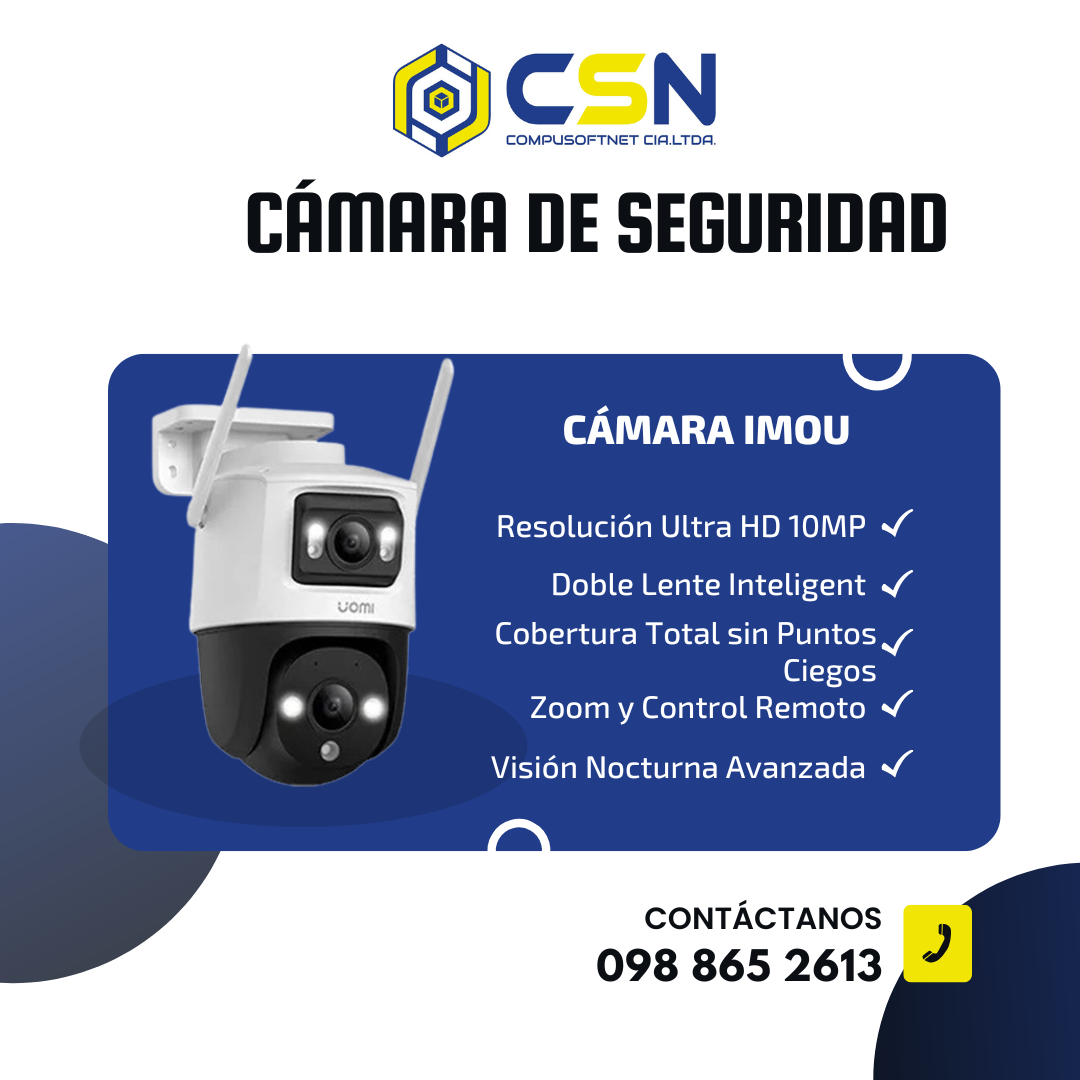 CSN
COMPUSOFTNET CIA.LTDA.
CÁMARA DE SEGURIDAD
CÁMARA IMOU
Resolución Ultra HD 10MP
Doble Lente Inteligent
Cobertura Total sin Puntos
Ciegos
Zoom y Control Remoto
Visión Nocturna Avanzada
uomi
CONTÁCTANOS
098 865 2613